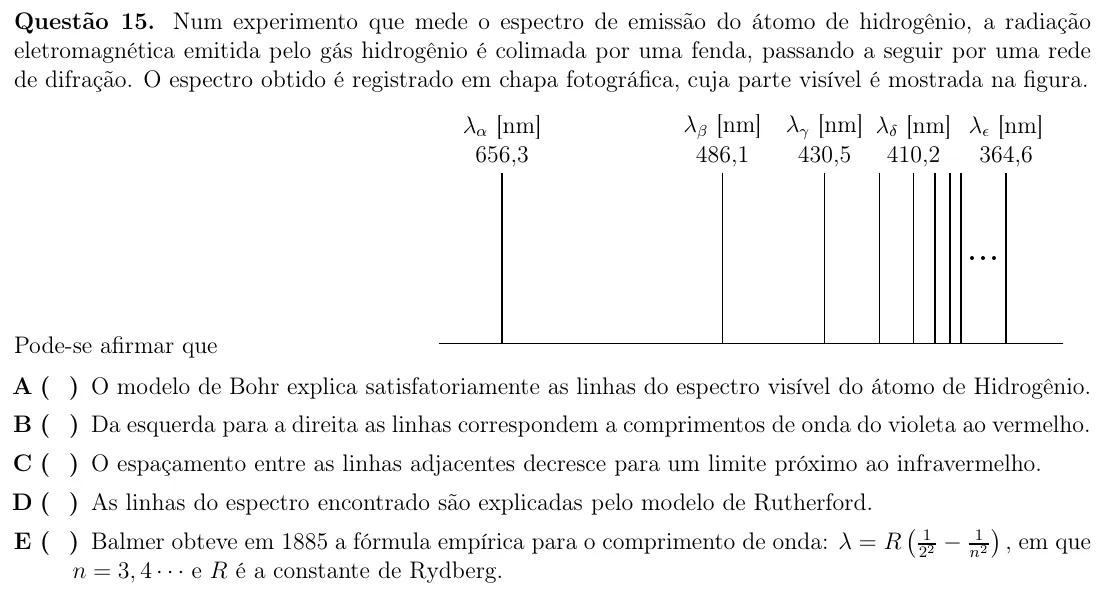 Questão 15. Num experimento que mede o espectro de emissão do átomo de hidrogênio, a radiação
eletromagnética emitida pelo gás hidrogênio é colimada por uma fenda, passando a seguir por uma rede
de difração. O espectro obtido é registrado em chapa fotográfica, cuja parte visível é mostrada na figura.
λα [nm] λβ [nm] λγ [nm] λδ [nm] λϵ [nm]
656,3 486,1 430,5 410,2 364,6
...
Pode-se afirmar que
A ( ) O modelo de Bohr explica satisfatoriamente as linhas do espectro visível do átomo de Hidrogênio.
B ( ) Da esquerda para a direita as linhas correspondem a comprimentos de onda do violeta ao vermelho.
C ( ) O espaçamento entre as linhas adjacentes decresce para um limite próximo ao infravermelho.
D ( ) As linhas do espectro encontrado são explicadas pelo modelo de Rutherford.
E ( ) Balmer obteve em 1885 a fórmula empírica para o comprimento de onda: λ = R(1/2² − 1/n²), em que
n = 3, 4 ··· e R é a constante de Rydberg.